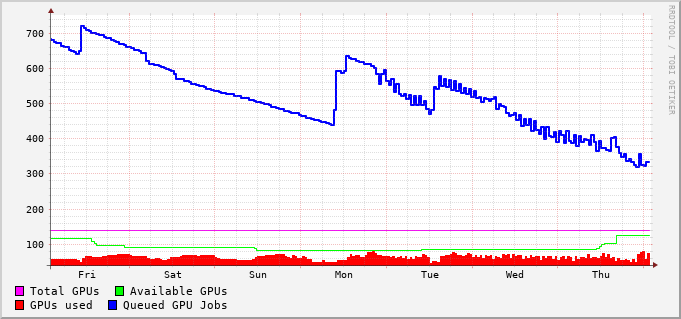 RRDTOOL / TOBI OETIKER
700
600
500
400
300
200
100
Fri Sat Sun Mon Tue Wed Thu
Total GPUs Available GPUs
GPUs used Queued GPU Jobs